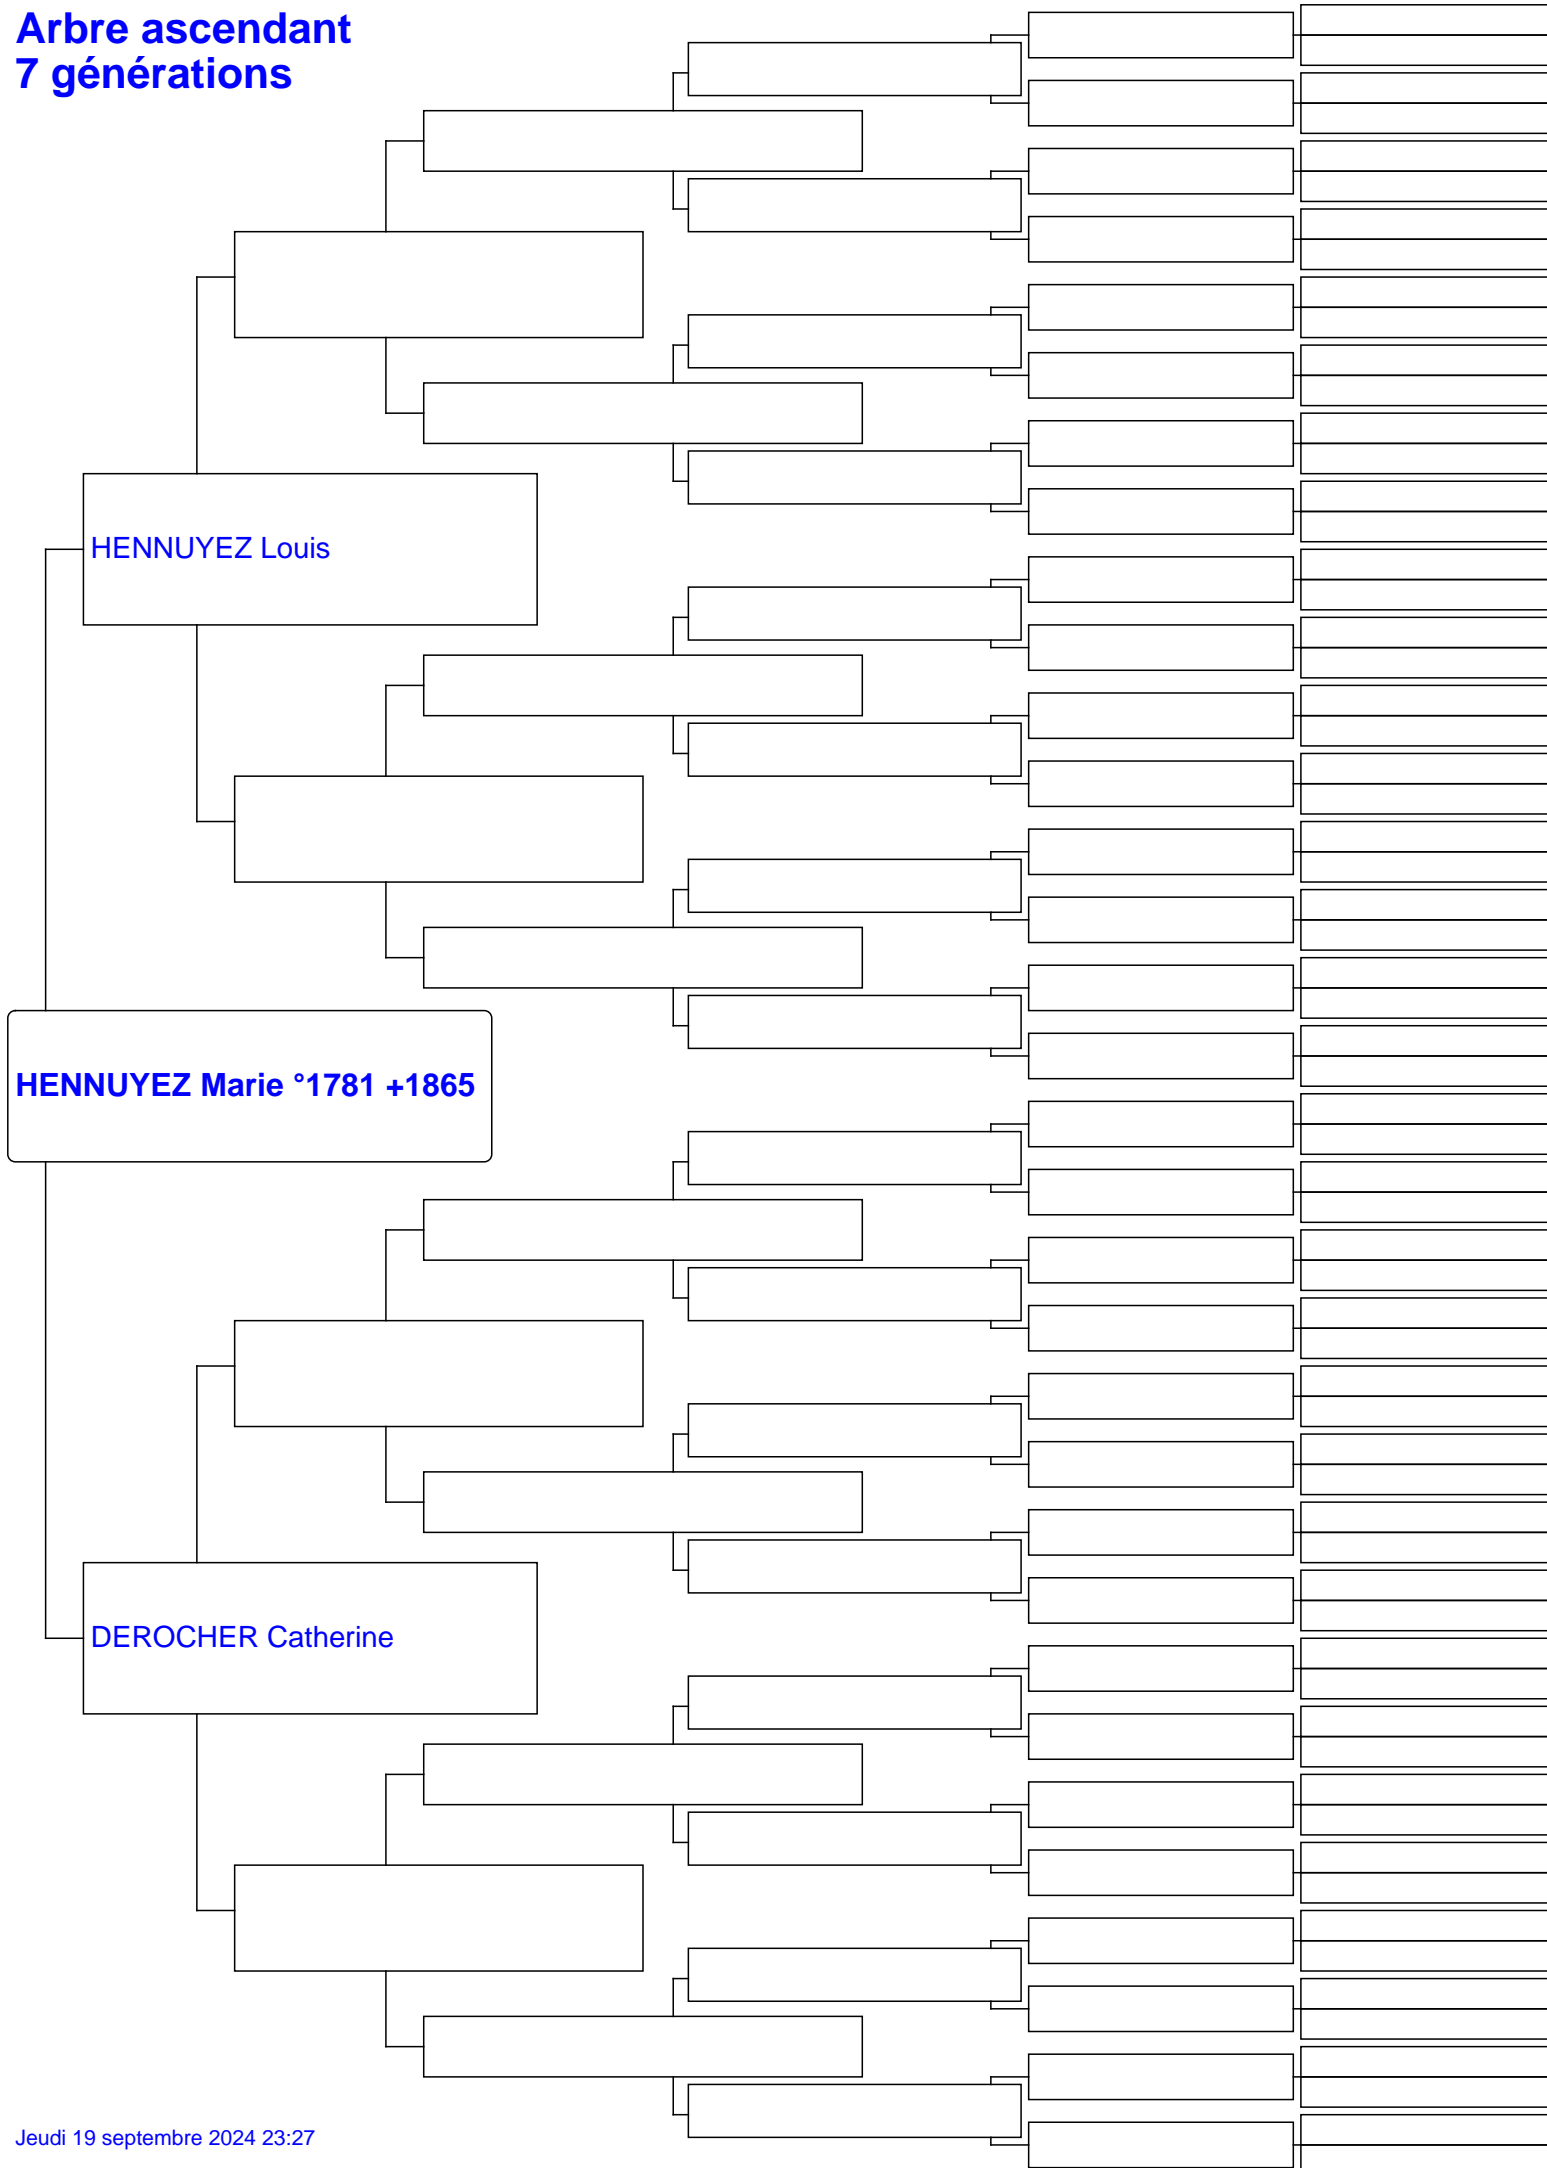 Arbre ascendant
7 générations
HENNUYEZ Louis
HENNUYEZ Marie °1781 +1865
DEROCHER Catherine
Jeudi 19 septembre 2024 23:27